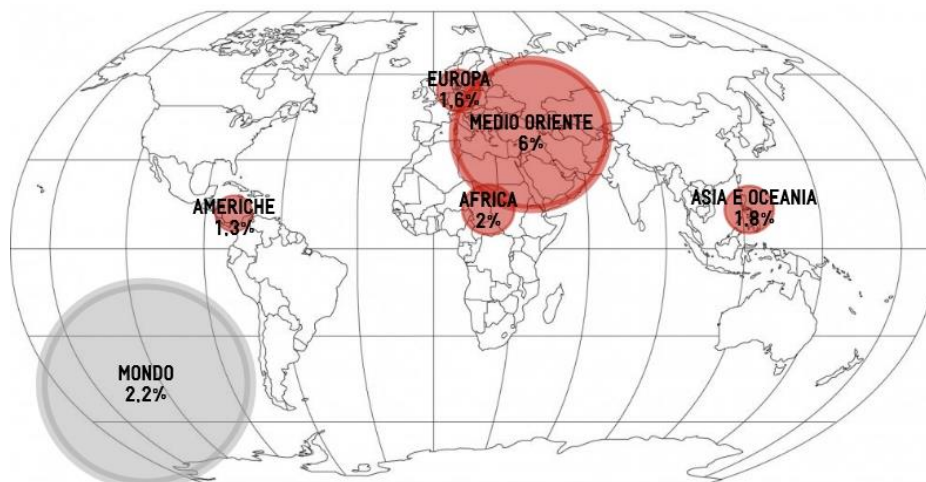 EUROPA
1,6%
MEDIO ORIENTE
6%
AMERICHE
1,3%
AFRICA
2%
ASIA E OCEANIA
1,8%
MONDO
2,2%